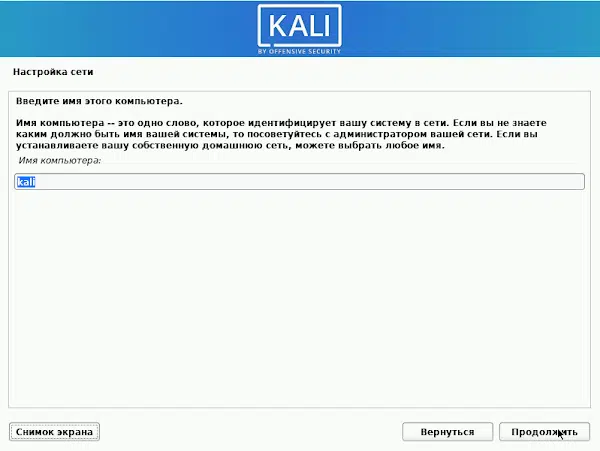 KALI
BY OFFENSIVE SECURITY
Настройка сети
Введите имя этого компьютера.
Имя компьютера -- это одно слово, которое идентифицирует вашу систему в сети. Если вы не знаете
каким должно быть имя вашей системы, то посоветуйтесь с администратором вашей сети. Если вы
устанавливаете вашу собственную домашнюю сеть, можете выбрать любое имя.
Имя компьютера:
kali
Снимок экрана
Вернуться
Продолжить